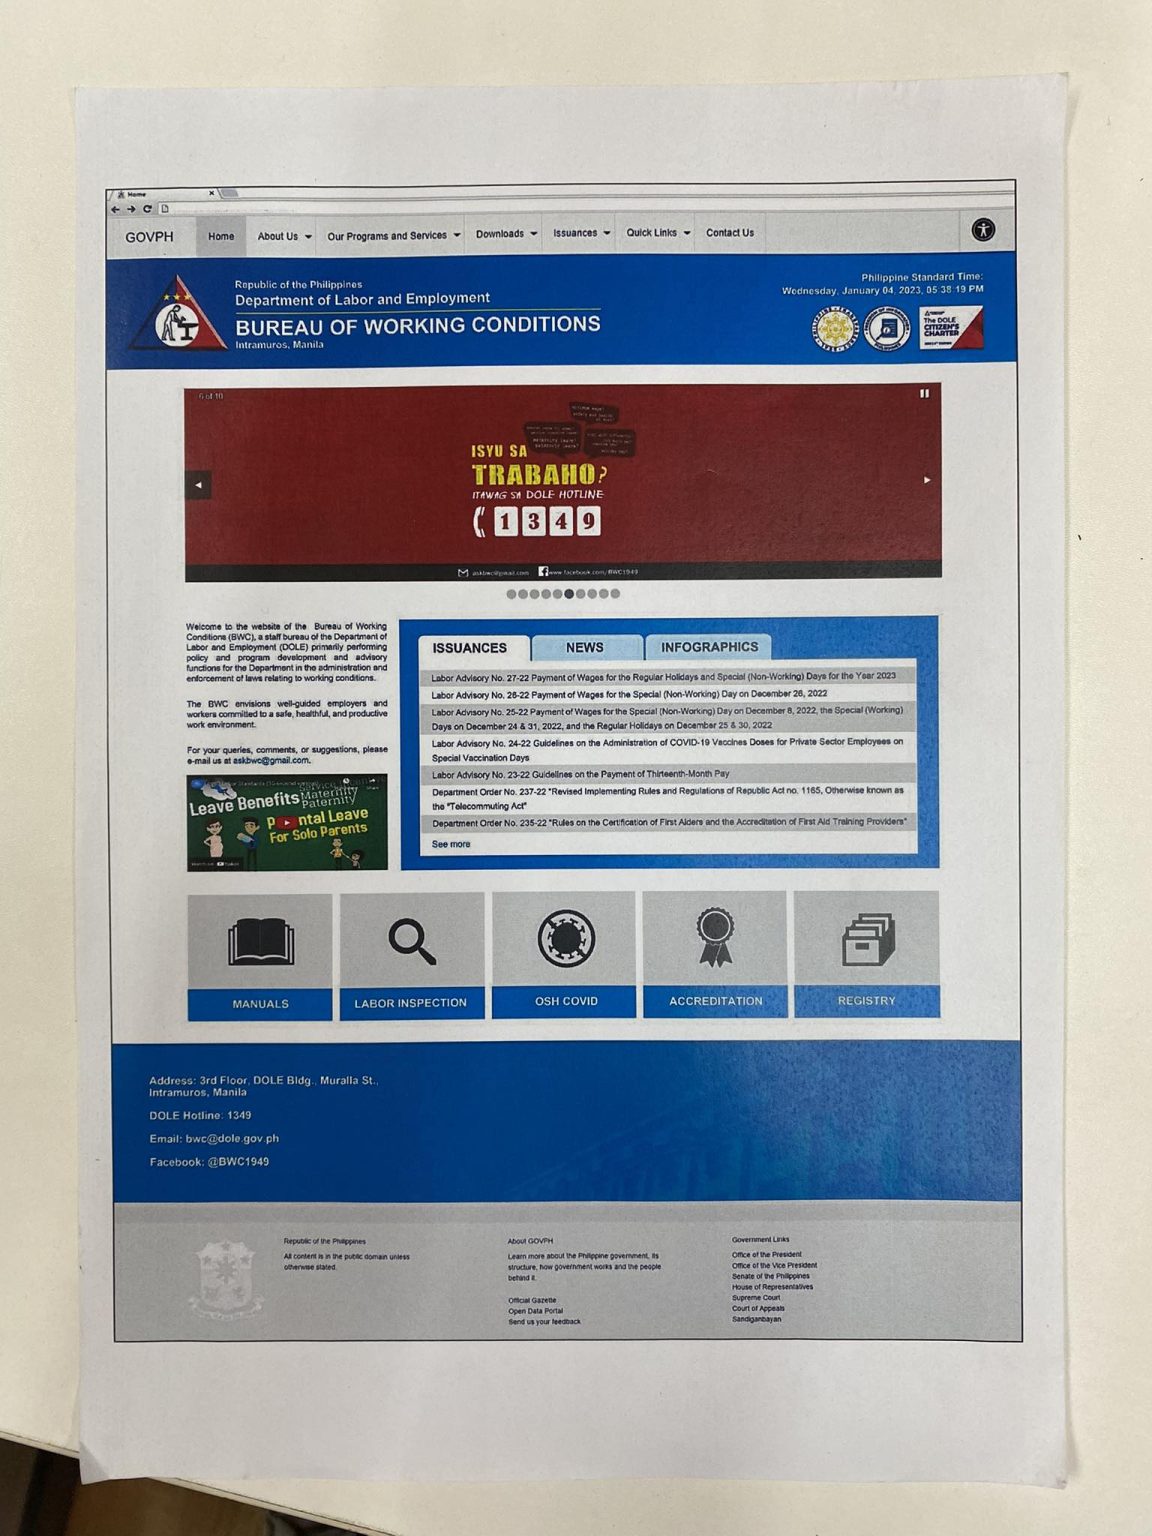 Home
GOVPH
Home
About Us
Our Programs and Services
Downloads
Issuances
Quick Links
Contact Us
Republic of the Philippines
Department of Labor and Employment
BUREAU OF WORKING CONDITIONS
Intramuros, Manila
Philippine Standard Time:
Wednesday, January 04, 2023, 05:38:19 PM
The DOLE
CITIZEN'S
CHARTER
6 of 10
ISYU SA
TRABAHO?
ITAWAG SA DOLE HOTLINE
1349
askbwc@gmail.com www.facebook.com/BWC1949
Welcome to the website of the Bureau of Working
Conditions (BWC), a staff bureau of the Department of
Labor and Employment (DOLE) primarily performing
policy and program development and advisory
functions for the Department in the administration and
enforcement of laws relating to working conditions.
The BWC envisions well-guided employers and
workers committed to a safe, healthful, and productive
work environment.
For your queries, comments, or suggestions, please
e-mail us at askbwc@gmail.com.
Leave Benefits
Maternity
Paternity
Leave
For Solo Parents
ISSUANCES
NEWS
INFOGRAPHICS
Labor Advisory No. 27-22 Payment of Wages for the Regular Holidays and Special (Non-Working) Days for the Year 2023
Labor Advisory No. 26-22 Payment of Wages for the Special (Non-Working) Day on December 26, 2022
Labor Advisory No. 25-22 Payment of Wages for the Special (Non-Working) Day on December 8, 2022, the Special (Working)
Days on December 24 & 31, 2022, and the Regular Holidays on December 25 & 30, 2022
Labor Advisory No. 24-22 Guidelines on the Administration of COVID-19 Vaccines Doses for Private Sector Employees on
Special Vaccination Days
Labor Advisory No. 23-22 Guidelines on the Payment of Thirteenth-Month Pay
Department Order No. 237-22 "Revised Implementing Rules and Regulations of Republic Act no. 1165, Otherwise known as
the "Telecommuting Act"
Department Order No. 235-22 "Rules on the Certification of First Aiders and the Accreditation of First Aid Training Providers"
See more
MANUALS
LABOR INSPECTION
OSH COVID
ACCREDITATION
REGISTRY
Address: 3rd Floor, DOLE Bldg., Muralla St.,
Intramuros, Manila
DOLE Hotline: 1349
Email: bwc@dole.gov.ph
Facebook: @BWC1949
Republic of the Philippines
All content is in the public domain unless
otherwise stated.
About GOVPH
Learn more about the Philippine government, its
structure, how government works and the people
behind it.
Official Gazette
Open Data Portal
Send us your feedback
Government Links
Office of the President
Office of the Vice President
Senate of the Philippines
House of Representatives
Supreme Court
Court of Appeals
Sandiganbayan